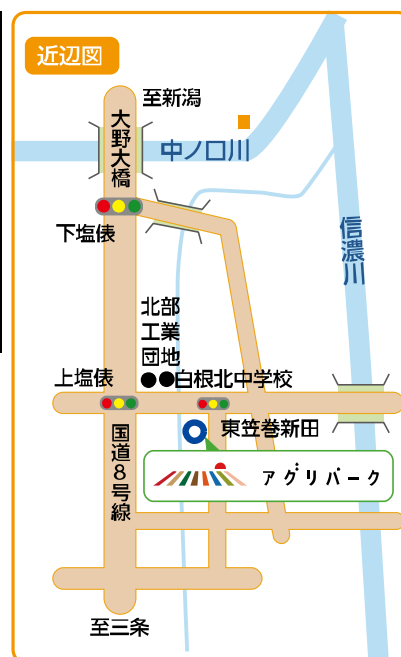 近辺図
至新潟
大野大橋
中ノ口川
下塩俵
信濃川
北部
工業
団地
上塩俵
●●白根北中学校
東笠巻新田
国道8号線
アグリパーク
至三条